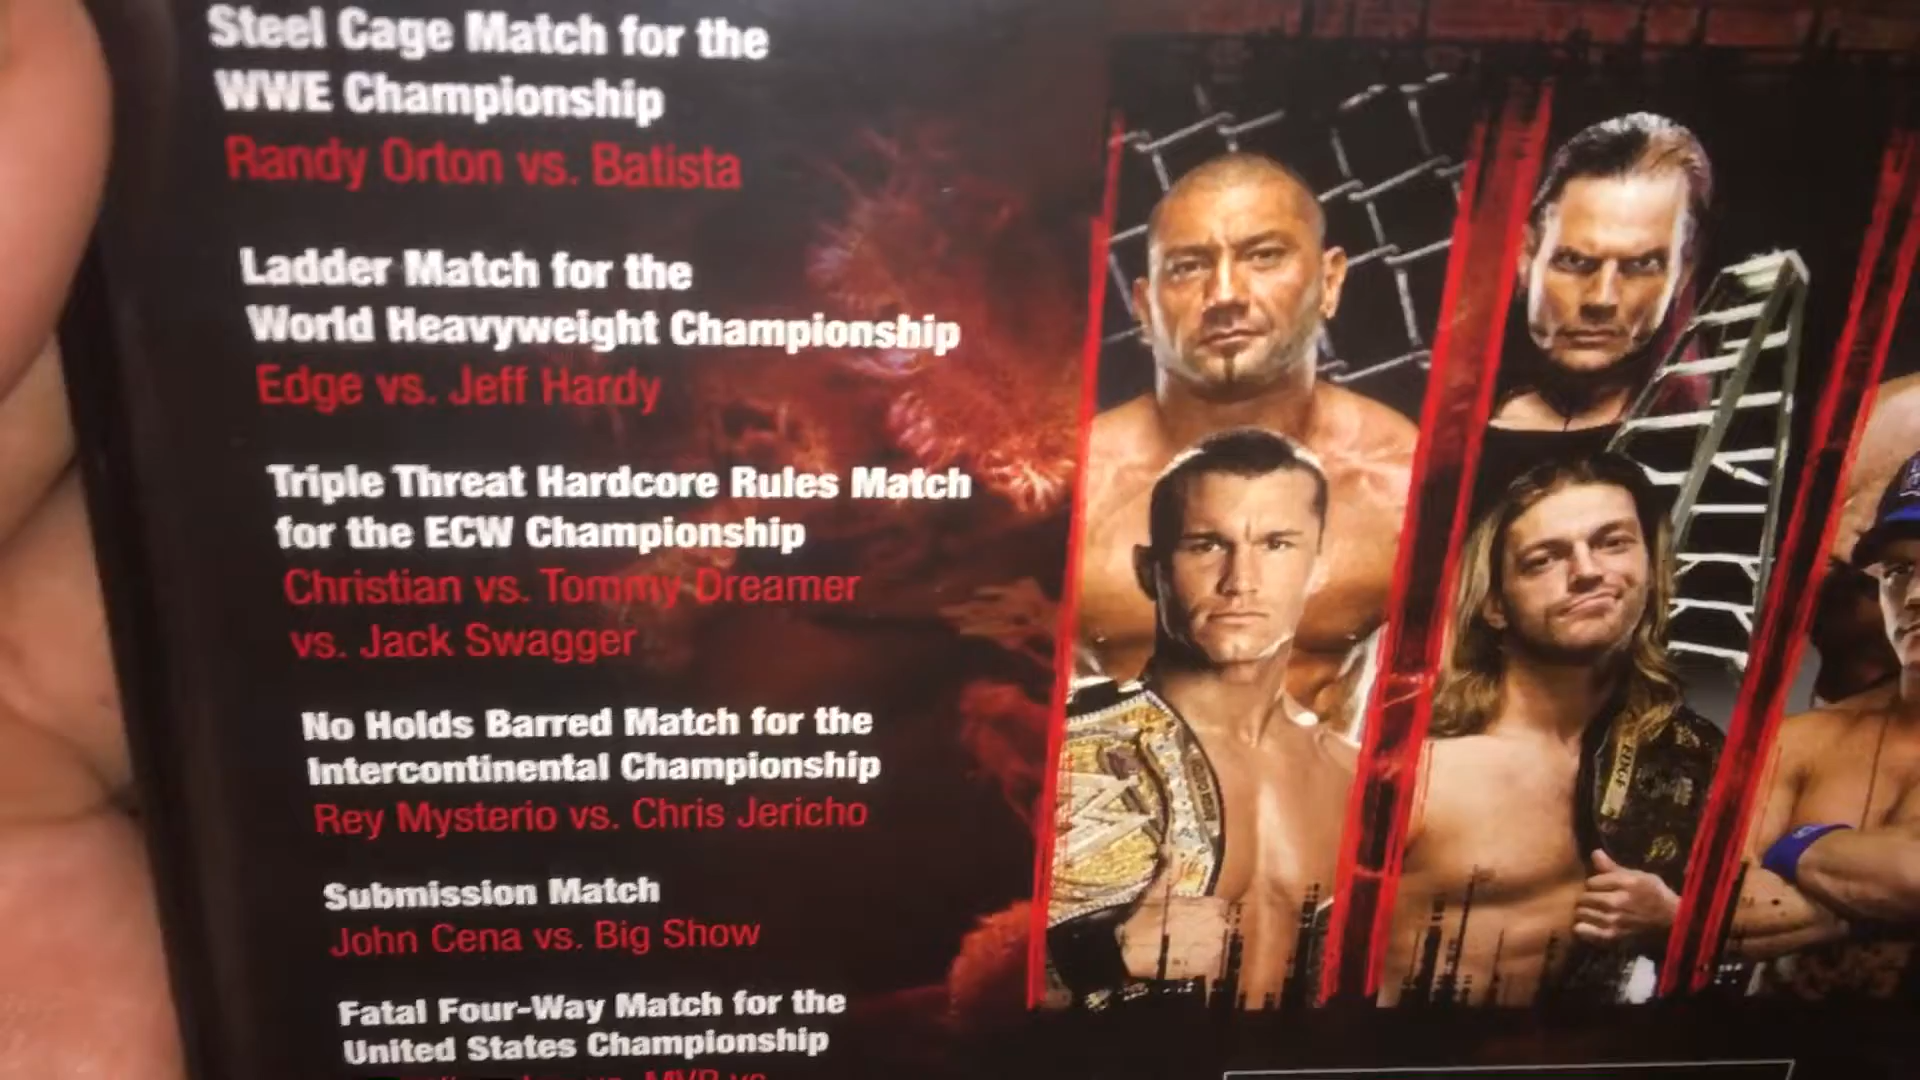 Steel Cage Match for the
WWE Championship
Randy Orton vs. Batista
Ladder Match for the
World Heavyweight Championship
Edge vs. Jeff Hardy
Triple Threat Hardcore Rules Match
for the ECW Championship
Christian vs. Tommy Dreamer
vs. Jack Swagger
No Holds Barred Match for the
Intercontinental Championship
Rey Mysterio vs. Chris Jericho
Submission Match
John Cena vs. Big Show
Fatal Four-Way Match for the
United States Championship
MVP vs.
EDGE